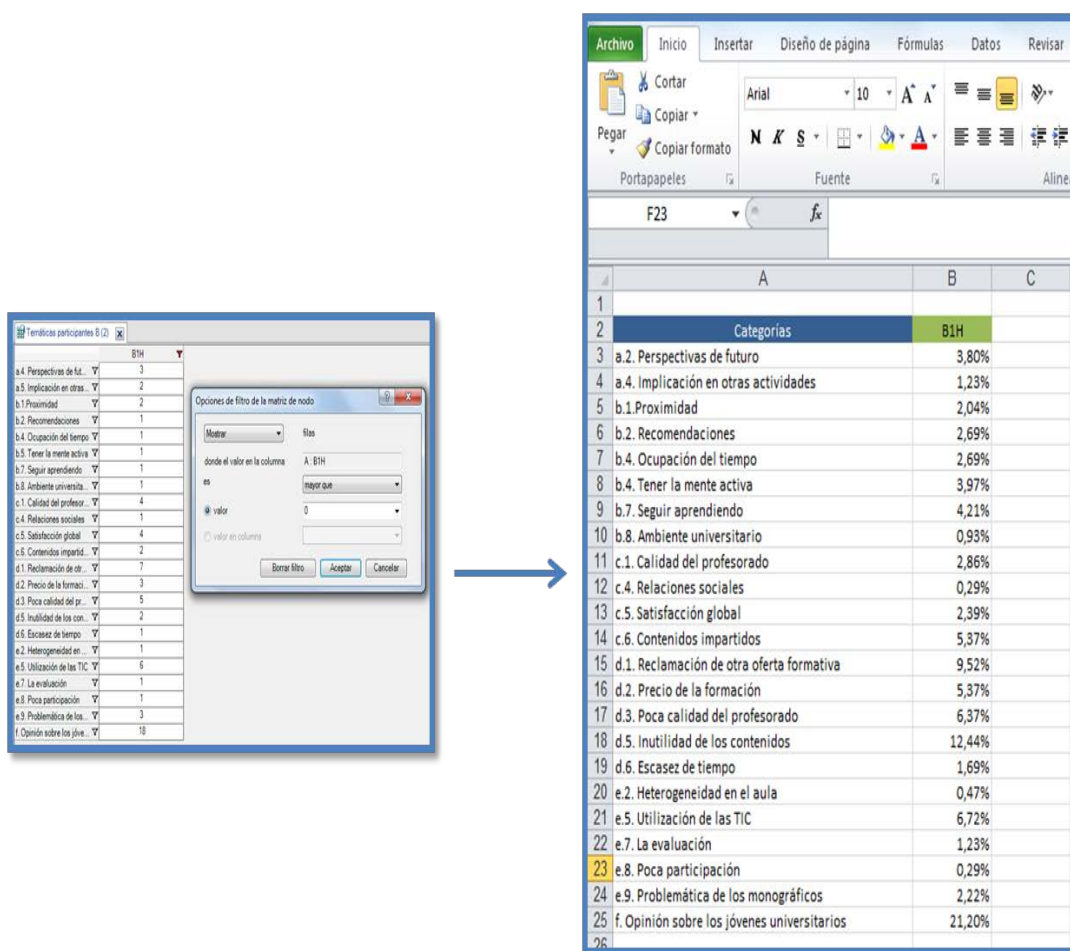 Temáticas participantes B (2)
B1H
a.4. Perspectivas de fut... 3
a.5. Implicación en otras... 2
b.1.Proximidad 2
b.2. Recomendaciones 1
b.4. Ocupación del tiempo 1
b.5. Tener la mente activa 1
b.7. Seguir aprendiendo 1
b.8. Ambiente universita... 1
c.1. Calidad del profesor... 4
c.4. Relaciones sociales 1
c.5. Satisfacción global 4
c.6. Contenidos impartid... 2
d.1. Reclamación de otr... 7
d.2. Precio de la formaci... 3
d.3. Poca calidad del pr... 5
d.5. Inutilidad de los con... 2
d.6. Escasez de tiempo 1
e.2. Heterogeneidad en ... 1
e.5. Utilización de las TIC 6
e.7. La evaluación 1
e.8. Poca participación 1
e.9. Problemática de los... 3
f. Opinión sobre los jóve... 18
Opciones de filtro de la matriz de
nodo
Mostrar filas
donde el valor en la columna A : B1H
es mayor que
valor 0
valor en columna
Borrar filtro Aceptar Cancelar
Archivo Inicio Insertar Diseño de página Fórmulas Datos Revisar
Cortar
Copiar
Pegar
Copiar formato
Portapapeles
Arial 10 A A
N K S A
Fuente
Aline
F23 fx
A B C
1
2 Categorías B1H
3 a.2. Perspectivas de futuro 3,80%
4 a.4. Implicación en otras actividades 1,23%
5 b.1.Proximidad 2,04%
6 b.2. Recomendaciones 2,69%
7 b.4. Ocupación del tiempo 2,69%
8 b.4. Tener la mente activa 3,97%
9 b.7. Seguir aprendiendo 4,21%
10 b.8. Ambiente universitario 0,93%
11 c.1. Calidad del profesorado 2,86%
12 c.4. Relaciones sociales 0,29%
13 c.5. Satisfacción global 2,39%
14 c.6. Contenidos impartidos 5,37%
15 d.1. Reclamación de otra oferta formativa 9,52%
16 d.2. Precio de la formación 5,37%
17 d.3. Poca calidad del profesorado 6,37%
18 d.5. Inutilidad de los contenidos 12,44%
19 d.6. Escasez de tiempo 1,69%
20 e.2. Heterogeneidad en el aula 0,47%
21 e.5. Utilización de las TIC 6,72%
22 e.7. La evaluación 1,23%
23 e.8. Poca participación 0,29%
24 e.9. Problemática de los monográficos 2,22%
25 f. Opinión sobre los jóvenes universitarios 21,20%
26